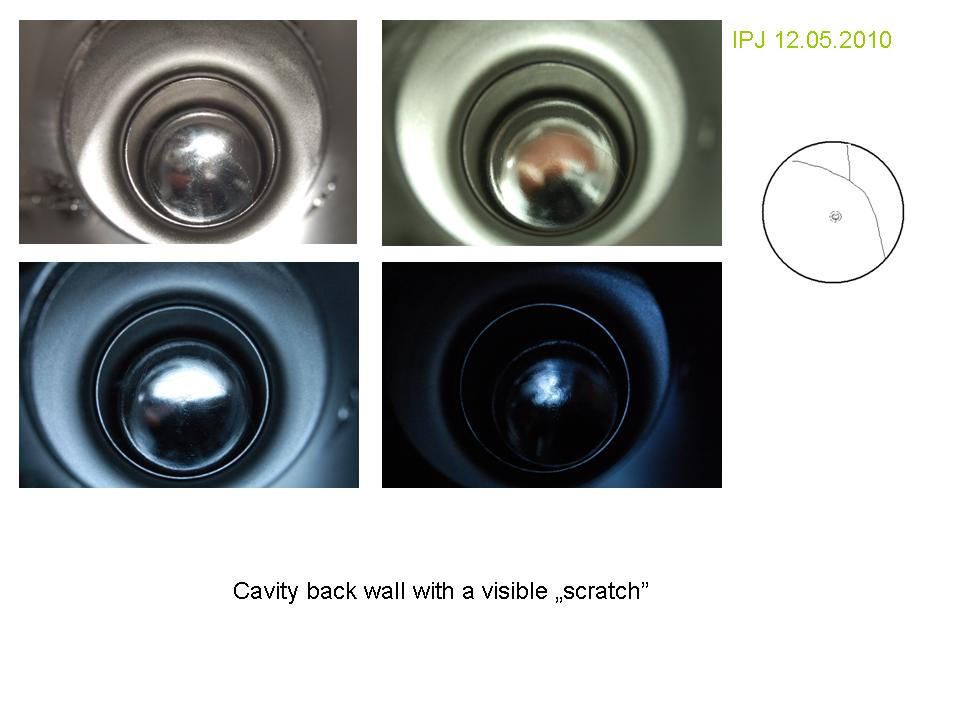 IPJ 12.05.2010
Cavity back wall with a visible „scratch”